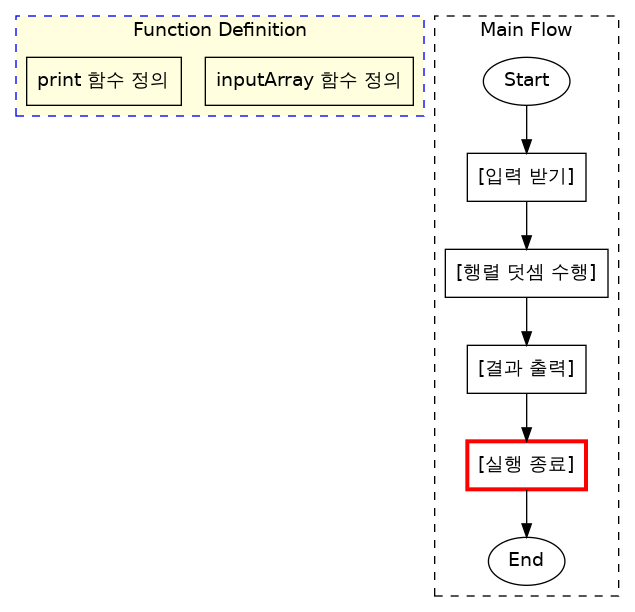 Function Definition
print 함수 정의
inputArray 함수 정의
Main Flow
Start
[입력 받기]
[행렬 덧셈 수행]
[결과 출력]
[실행 종료]
End